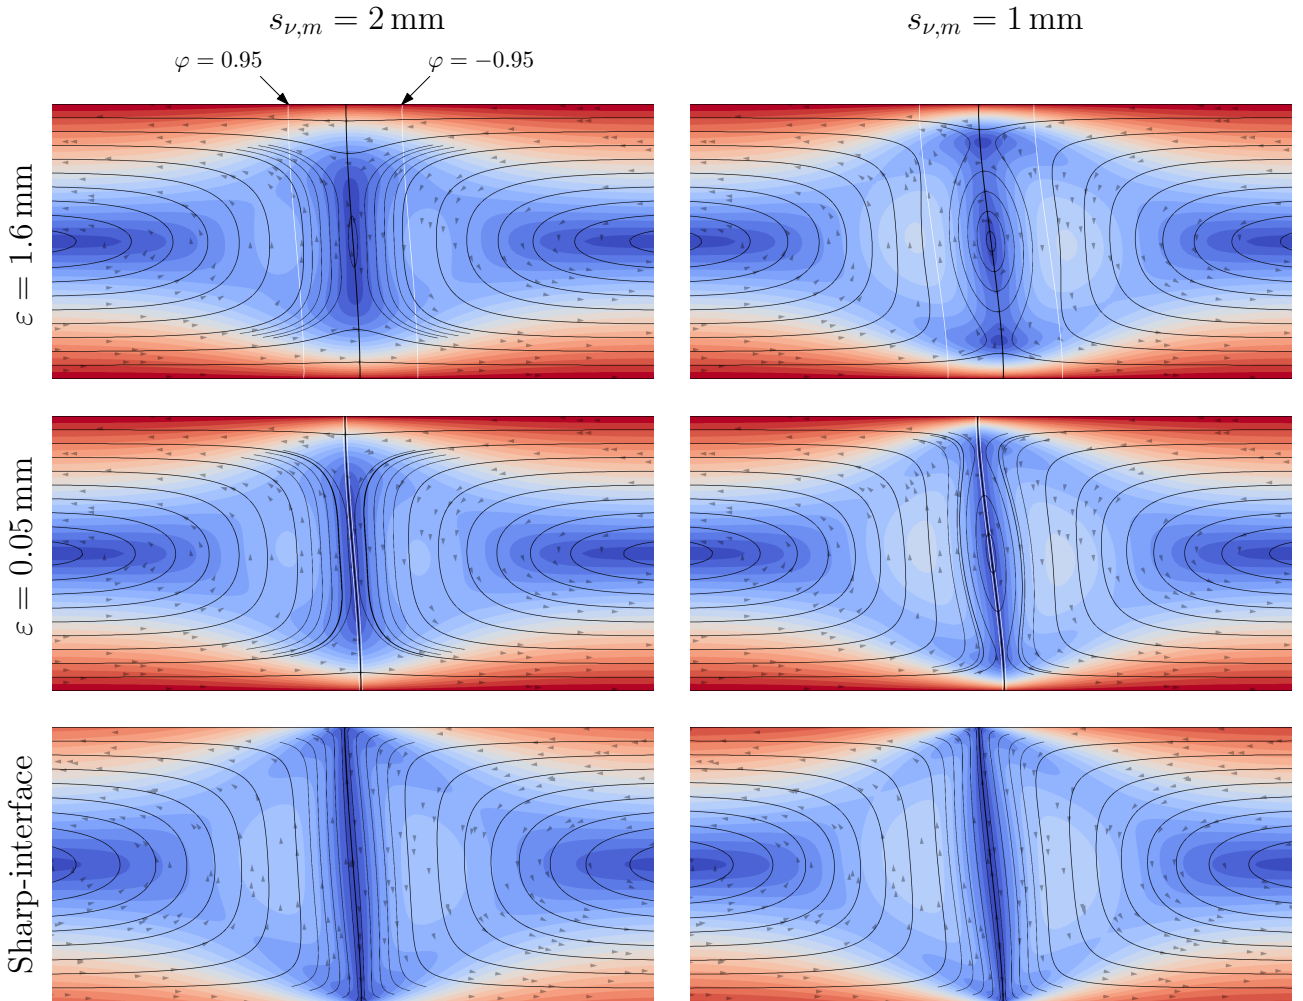 s_{ν,m} = 2 mm
s_{ν,m} = 1 mm
φ = 0.95
φ = −0.95
ε = 1.6 mm
ε = 0.05 mm
Sharp-interface